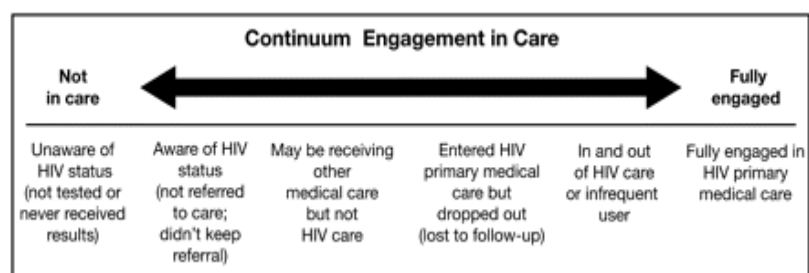 Continuum Engagement in Care
Not
in care
Fully
engaged
Unaware of
HIV status
(not tested or
never received
results)
Aware of HIV
status
(not referred
to care;
didn't keep
referral)
May be receiving
other
medical care
but not
HIV care
Entered HIV
primary medical
care but
dropped out
(lost to follow-up)
In and out
of HIV care
or infrequent
user
Fully engaged in
HIV primary
medical care